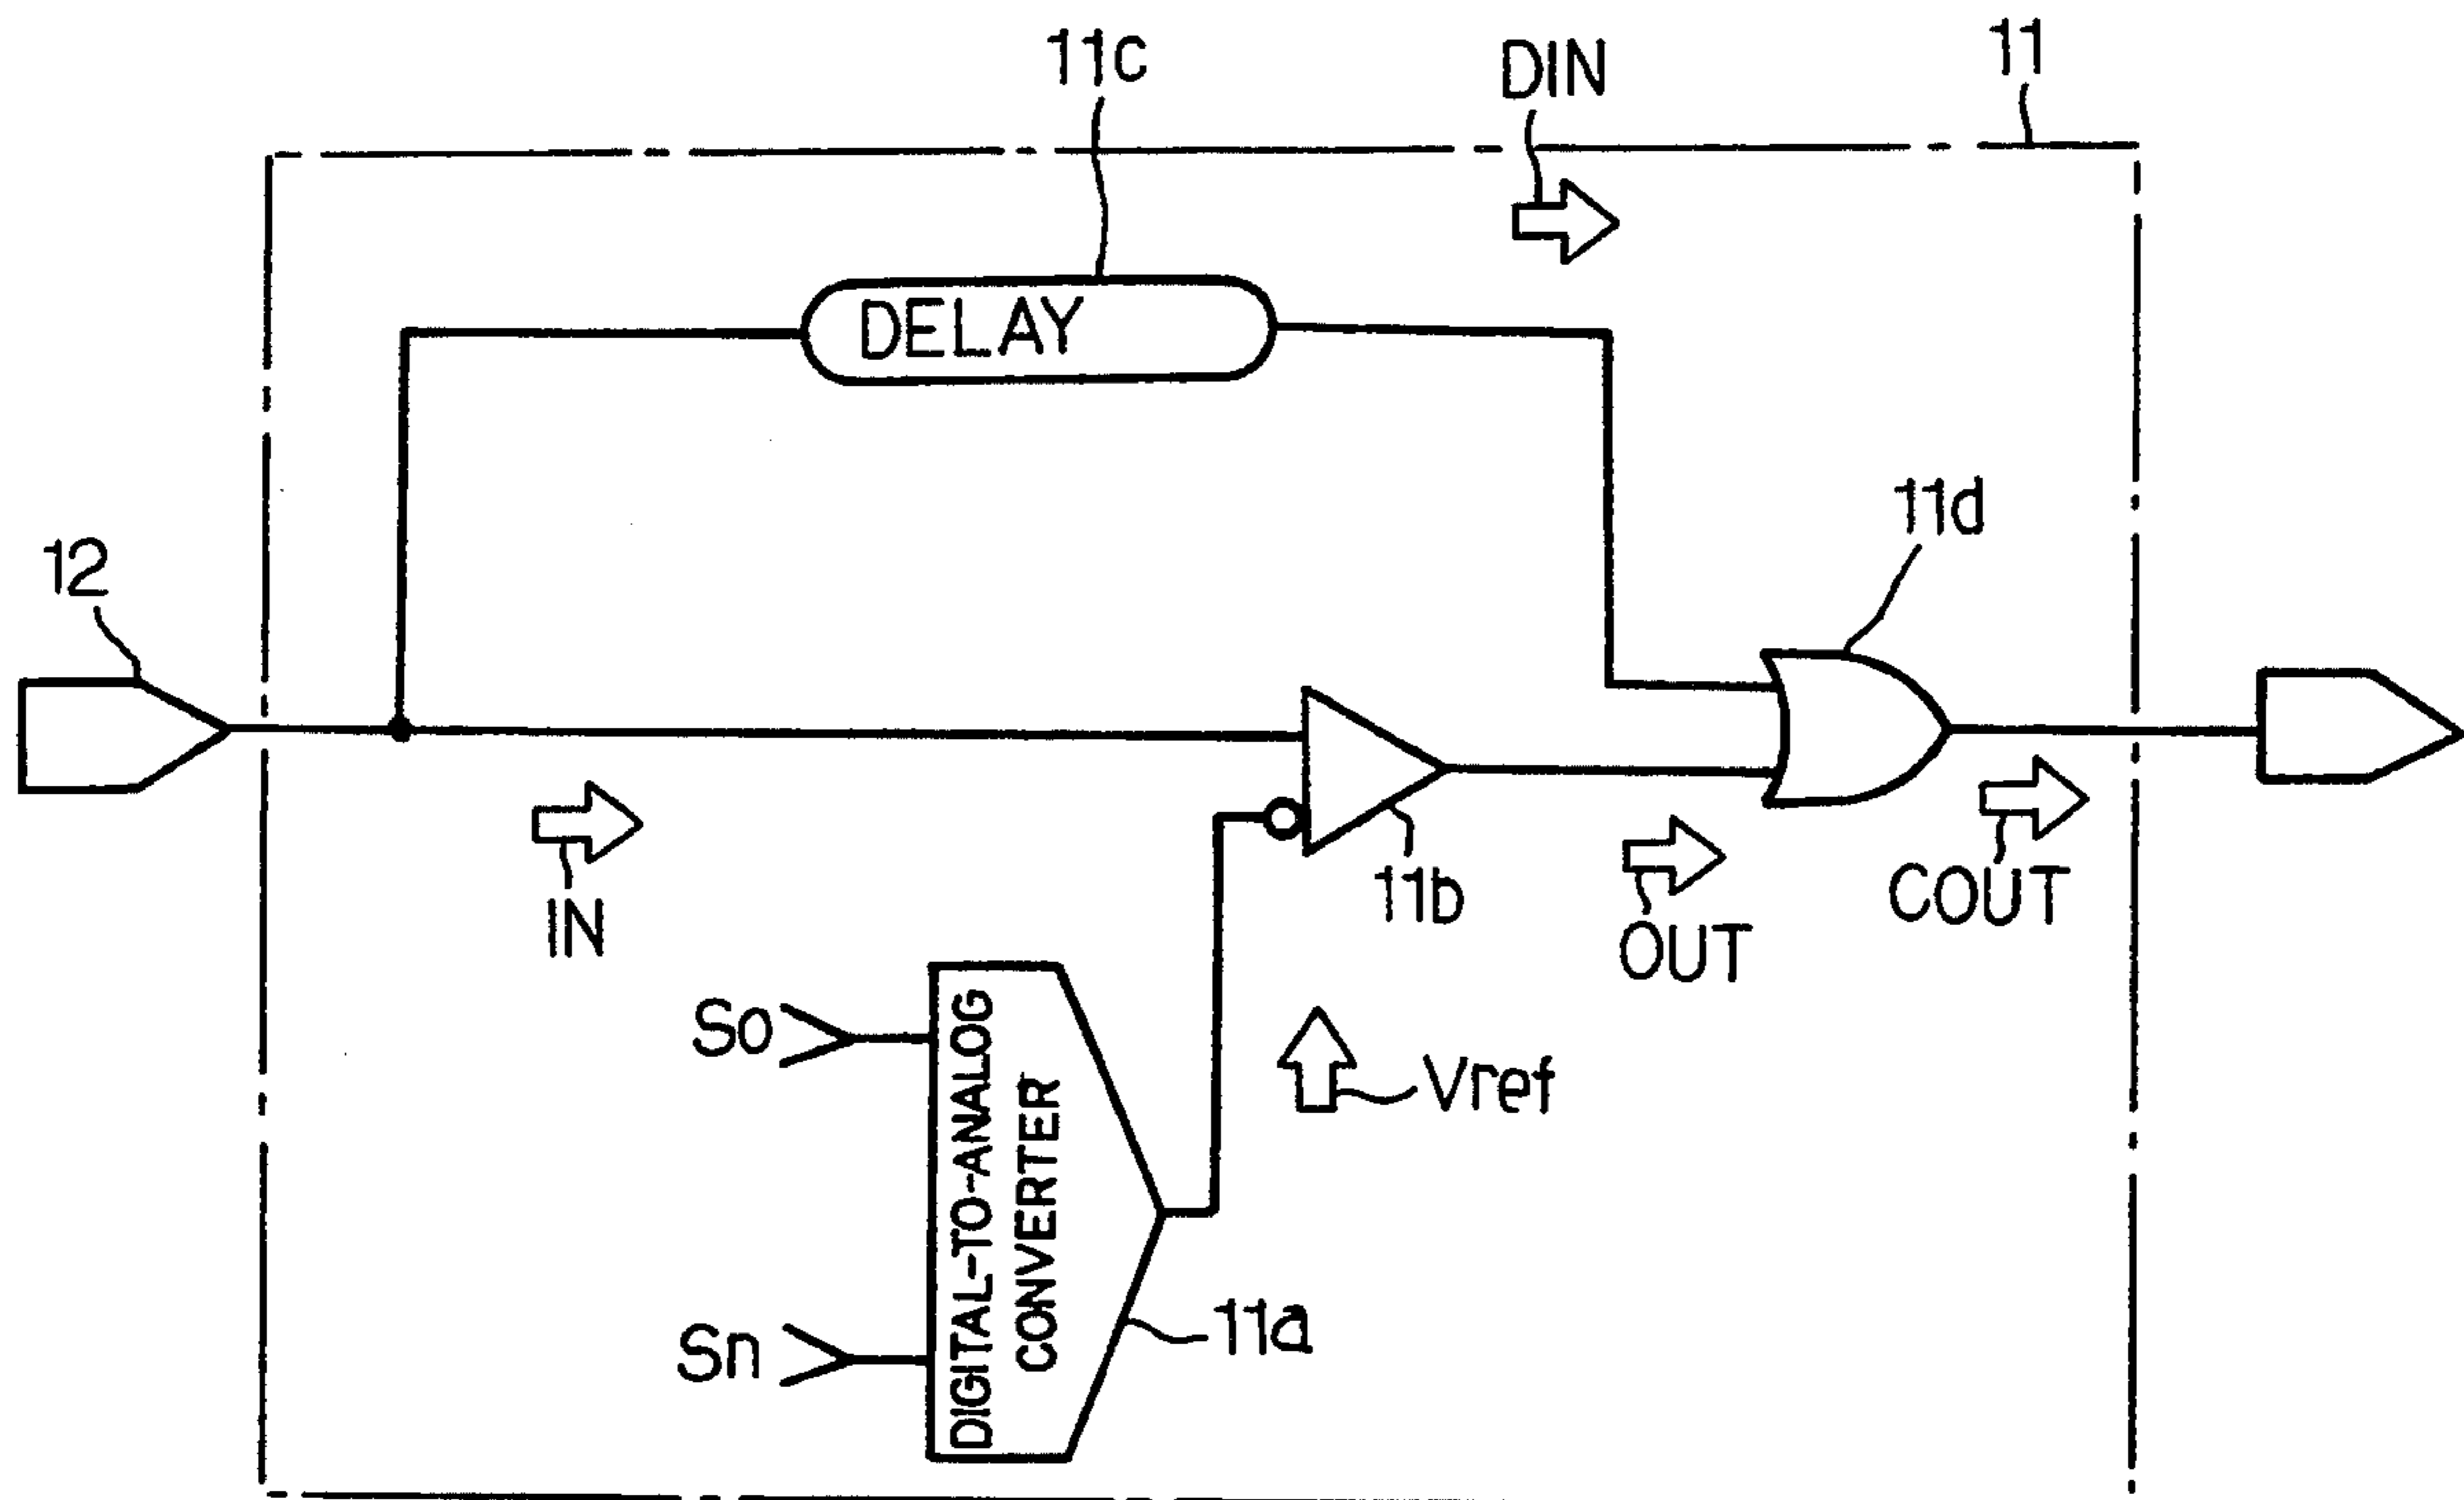 11c
DIN
11
DELAY
11d
12
11b
IN
OUT
COUT
So
Vref
DIGITAL-TO-ANALOG
CONVERTER
Sn
11a